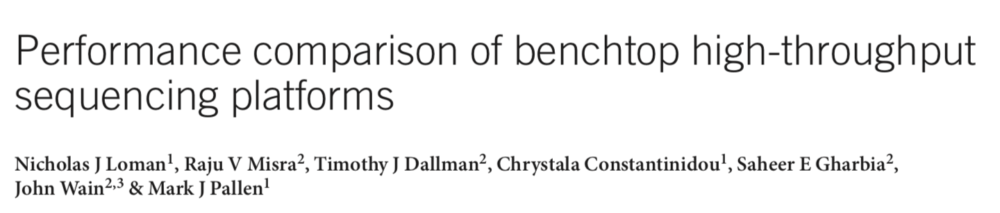 Performance comparison of benchtop high-throughput
sequencing platforms
Nicholas J Loman1, Raju V Misra2, Timothy J Dallman2, Chrystala Constantinidou1, Saheer E Gharbia2,
John Wain2,3 & Mark J Pallen1